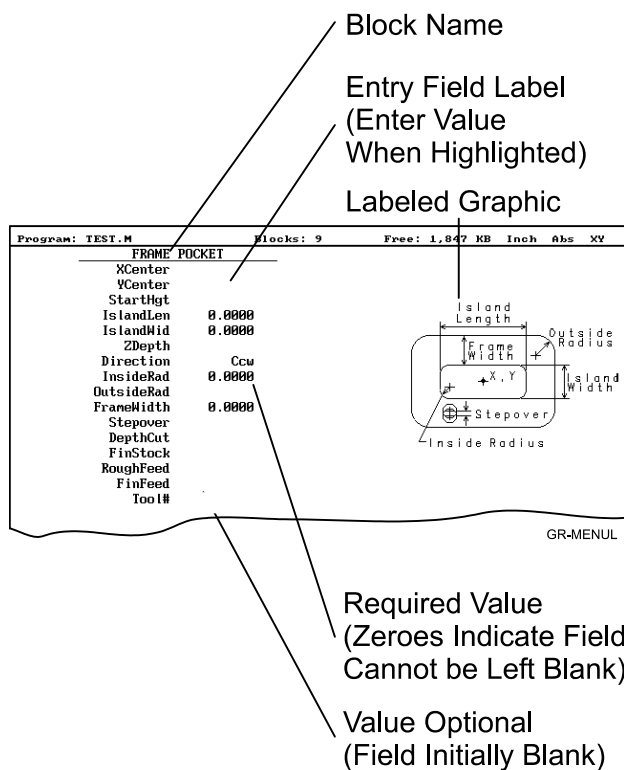 Block Name
Entry Field Label
(Enter Value
When Highlighted)
Labeled Graphic
Program: TEST.M Blocks: 9 Free: 1,847 KB Inch Abs XY
FRAME POCKET
XCenter
YCenter
StartHgt
IslandLen 0.0000
IslandWid 0.0000
ZDepth
Direction Ccw
InsideRad 0.0000
OutsideRad
FrameWidth 0.0000
Stepover
DepthCut
FinStock
RoughFeed
FinFeed
Tool#
Island
Length
Outside
Radius
Frame
Width
X,Y
Island
Width
Stepover
Inside Radius
GR-MENUL
Required Value
(Zeroes Indicate Field
Cannot be Left Blank)
Value Optional
(Field Initially Blank)